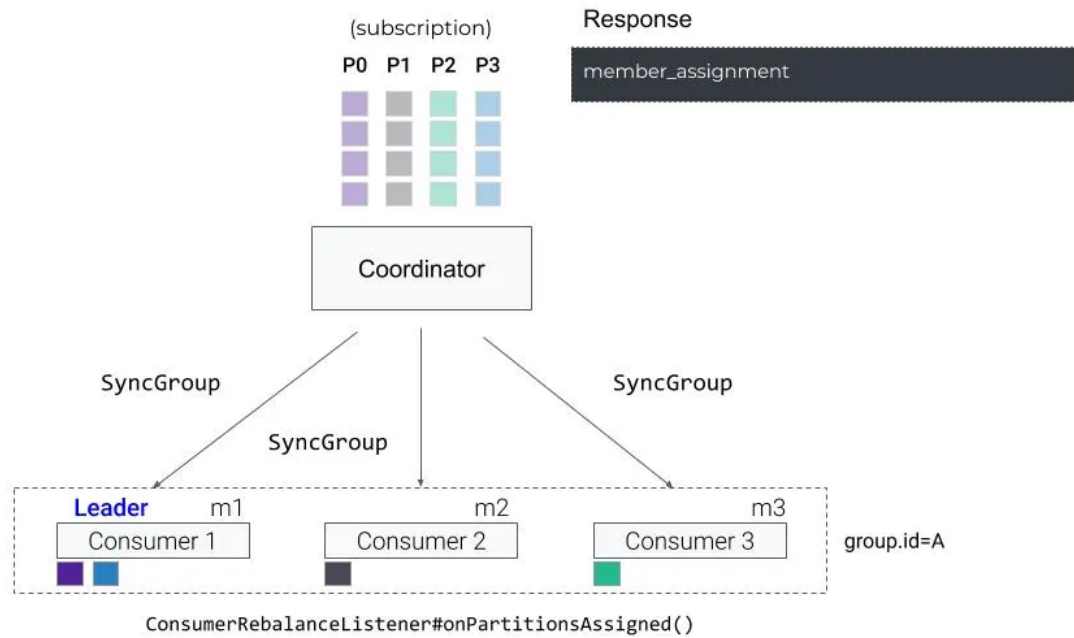 (subscription)
P0 P1 P2 P3
Response
member_assignment
Coordinator
SyncGroup
SyncGroup
SyncGroup
Leader m1
m2
m3
Consumer 1
Consumer 2
Consumer 3
group.id=A
ConsumerRebalanceListener#onPartitionsAssigned()